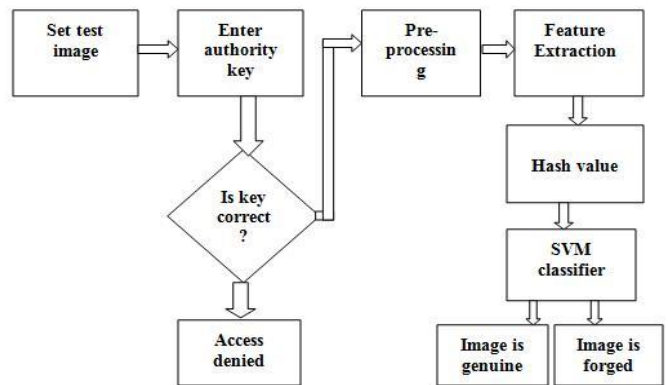 Set test
image
Enter
authority
key
Pre-
processin
g
Feature
Extraction
Is key
correct
?
Hash value
SVM
classifier
Access
denied
Image is
genuine
Image is
forged